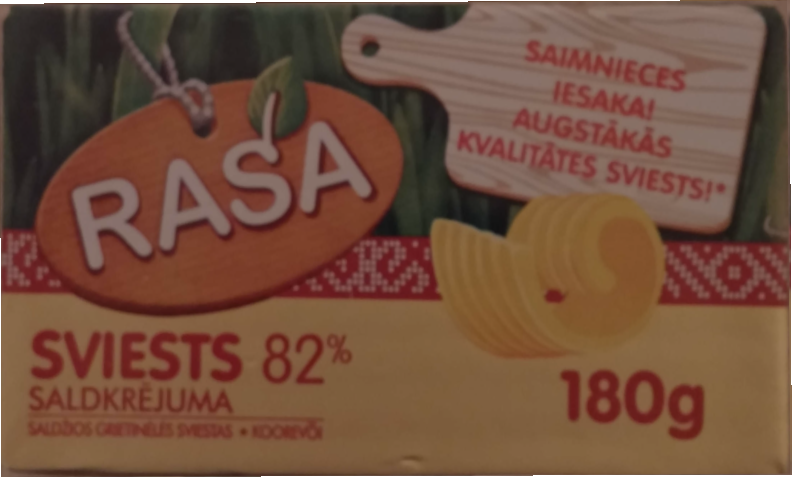 RASA
SAIMNIECES
IESAKA!
AUGSTĀKĀS
KVALITĀTES SVIESTS!*
SVIESTS 82%
SALDKRĒJUMA
SALDŽIOS GRIETINĖLĖS SVIESTAS • KOOREVÕI
180g